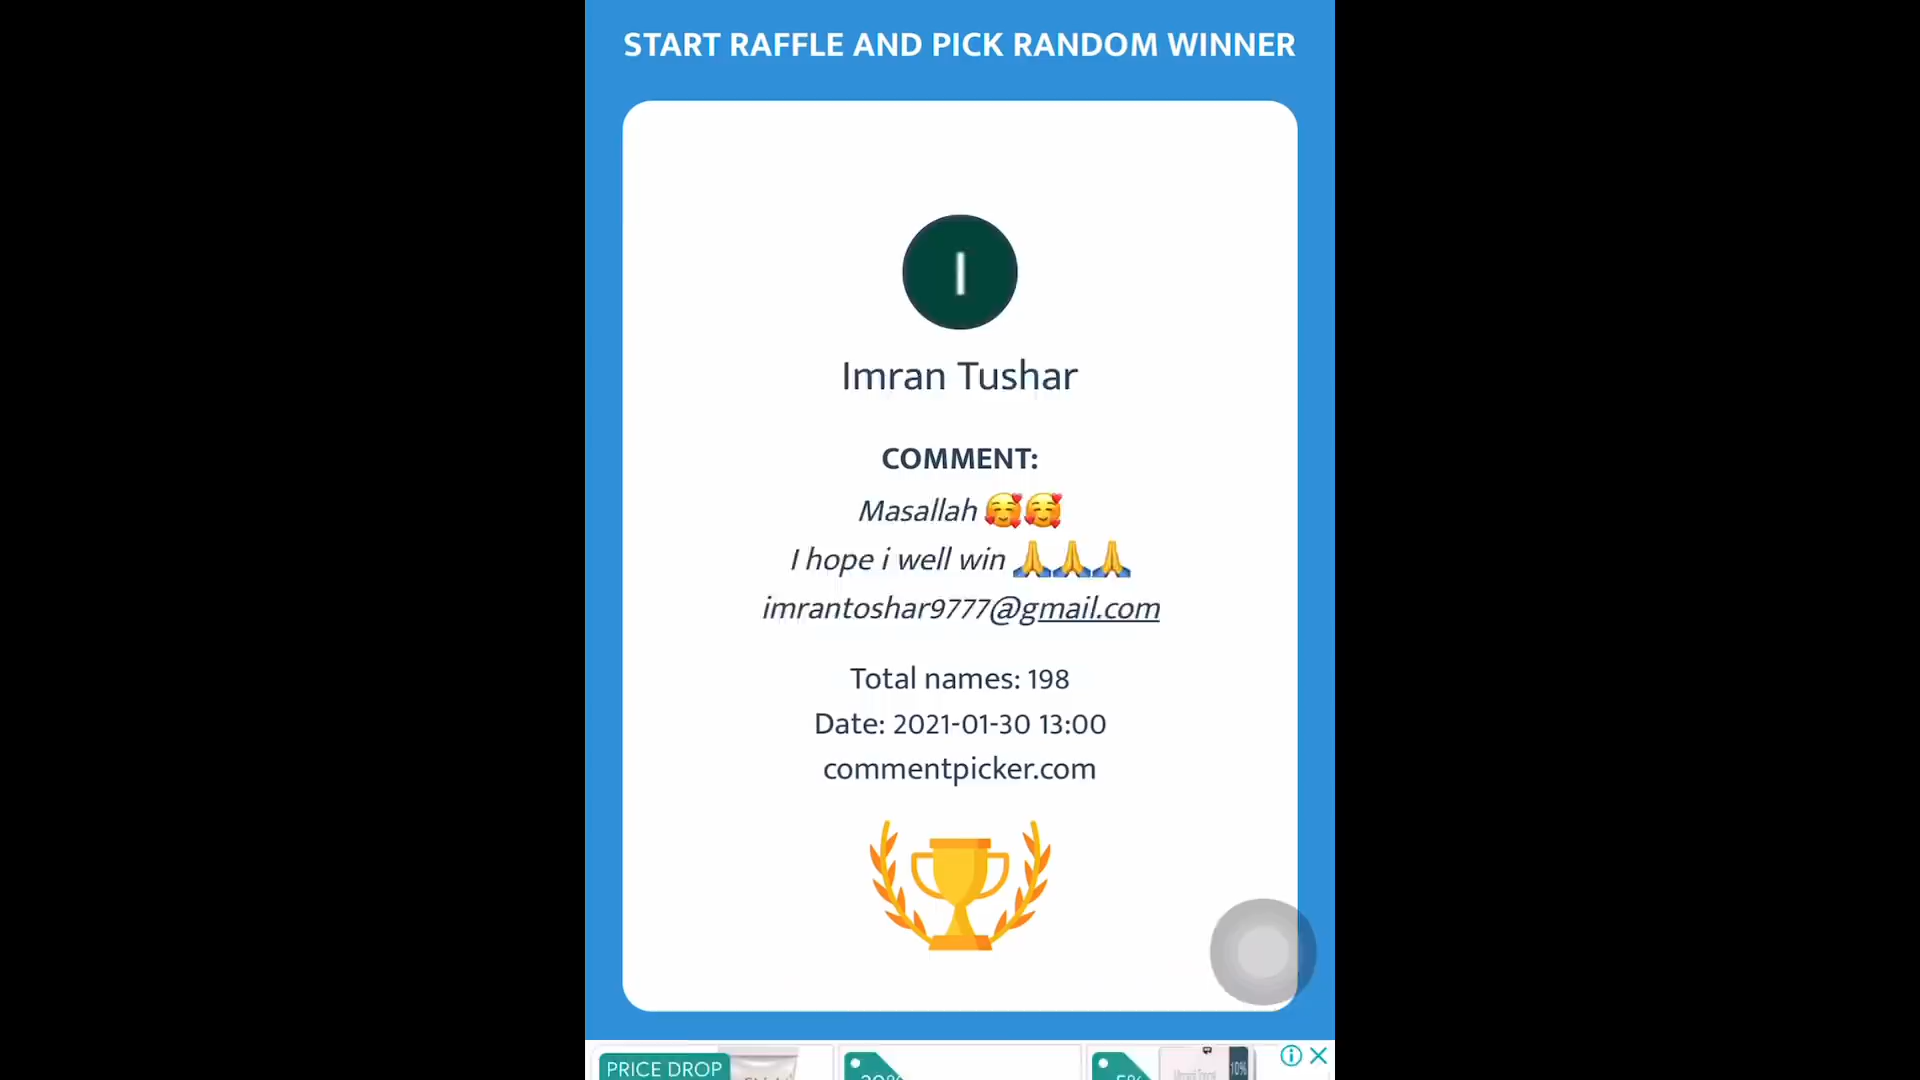 START RAFFLE AND PICK RANDOM WINNER
I
Imran Tushar
COMMENT:
Masallah 🥰🥰
I hope i well win 🙏🙏🙏
imrantoshar9777@gmail.com
Total names: 198
Date: 2021-01-30 13:00
commentpicker.com
PRICE DROP
10%